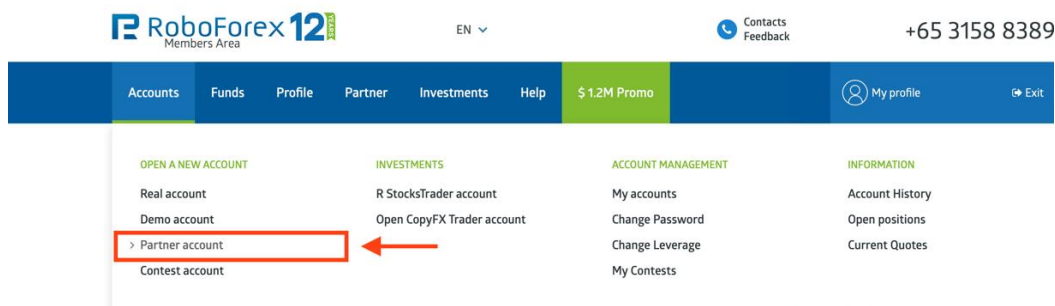 RoboForex 12 YEARS
Members Area
EN
Contacts
Feedback
+65 3158 8389
Accounts Funds Profile Partner Investments Help $ 1.2M Promo My profile Exit
OPEN A NEW ACCOUNT
Real account
Demo account
> Partner account
Contest account
INVESTMENTS
R StocksTrader account
Open CopyFX Trader account
ACCOUNT MANAGEMENT
My accounts
Change Password
Change Leverage
My Contests
INFORMATION
Account History
Open positions
Current Quotes